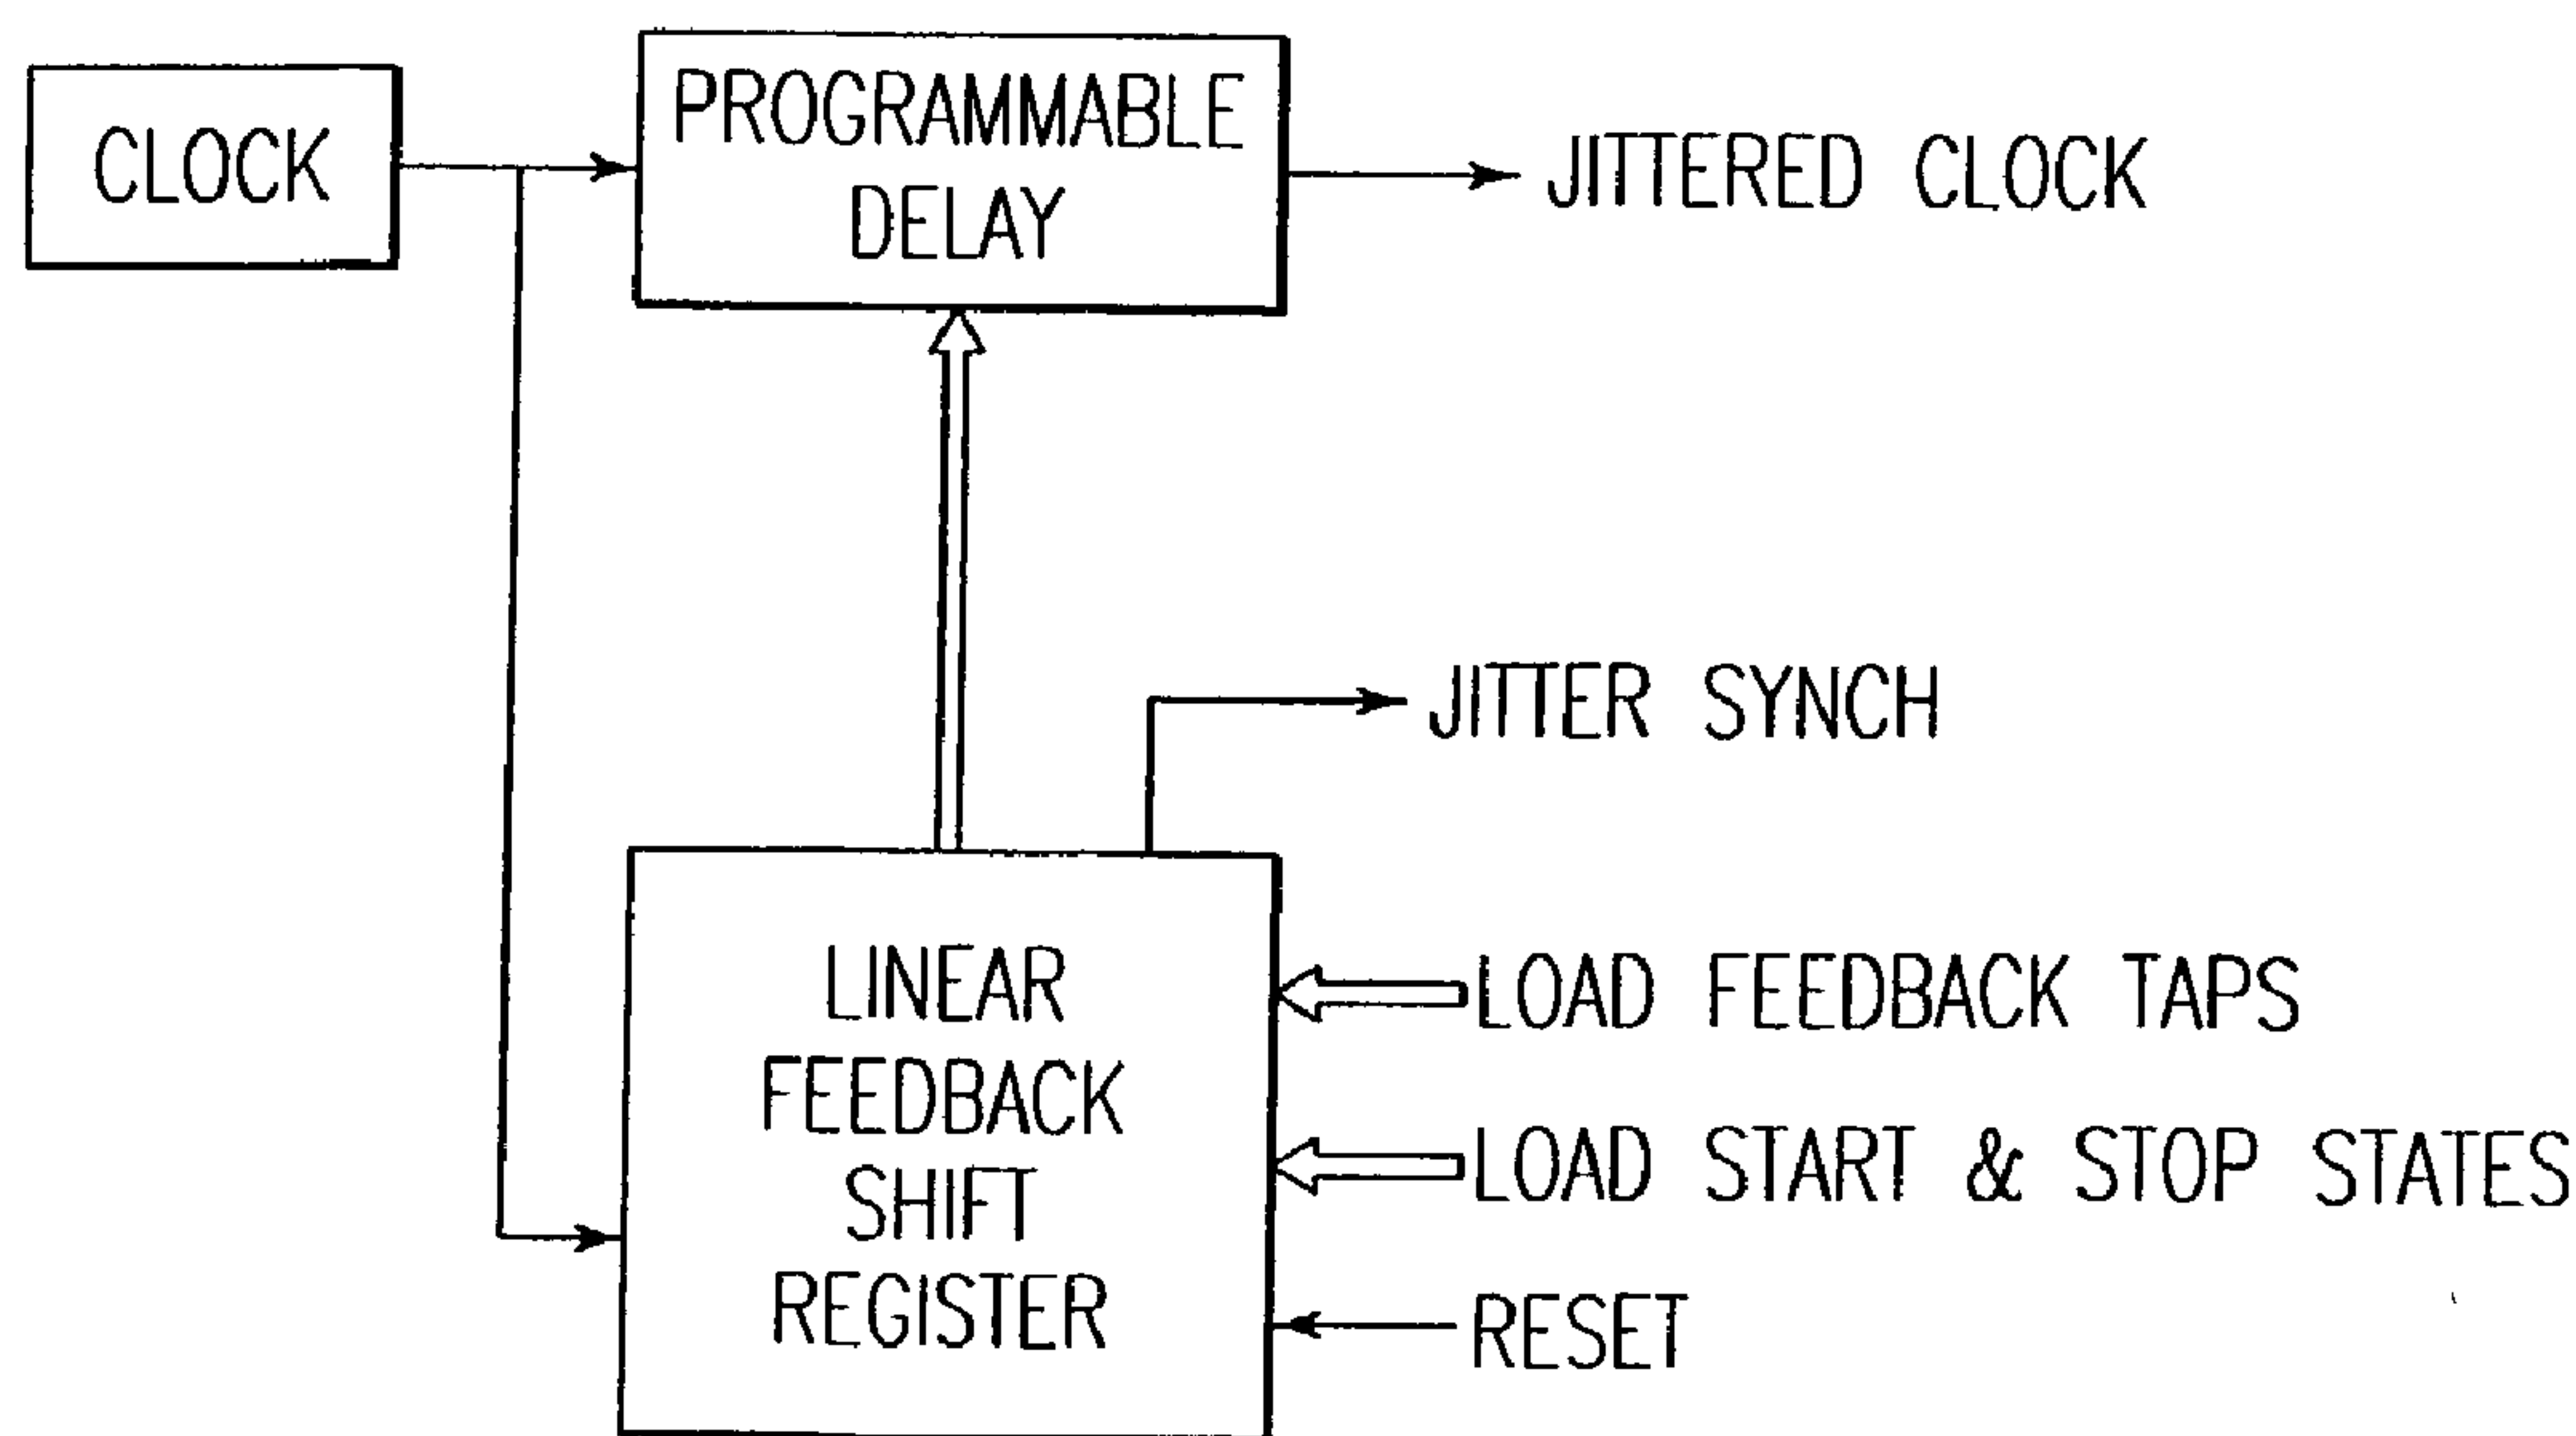 CLOCK
PROGRAMMABLE
DELAY
JITTERED CLOCK
JITTER SYNCH
LINEAR
FEEDBACK
SHIFT
REGISTER
LOAD FEEDBACK TAPS
LOAD START & STOP STATES
RESET